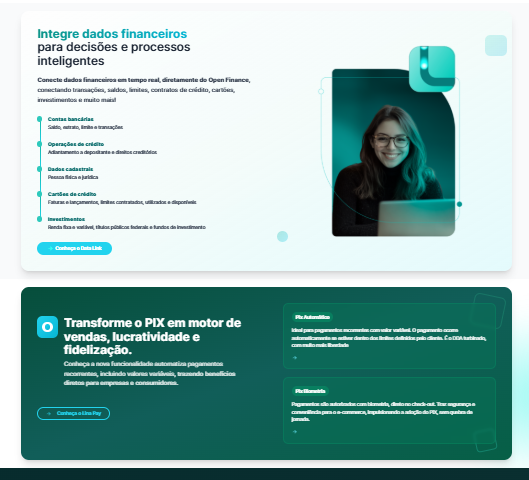 Integre dados financeiros
para decisões e processos
inteligentes
Conecte dados financeiros em tempo real, diretamente do Open Finance,
conectando transações, saldos, limites, contratos de crédito, cartões,
investimentos e muito mais!
Contas bancárias
Saldo, extrato, limite e transações
Operações de crédito
Adiantamento a depositante e direitos creditórios
Dados cadastrais
Pessoa física e jurídica
Cartões de crédito
Faturas e lançamentos, limites contratados, utilizados e disponíveis
Investimentos
Renda fixa e variável, títulos públicos federais e fundos de investimento
Conheça o Data Link
Transforme o PIX em motor de
vendas, lucratividade e
fidelização.
Conheça a nova funcionalidade automatiza pagamentos
recorrentes, incluindo valores variáveis, trazendo benefícios
diretos para empresas e consumidores.
Conheça o Lina Pay
Pix Automático
Ideal para pagamentos recorrentes com valor variável. O pagamento ocorre
automaticamente se estiver dentro dos limites definidos pelo cliente. É o DDA turbinado,
com muito mais liberdade
Pix Biometria
Pagamentos são autorizados com biometria, direto no check-out. Traz segurança e
conveniência para o e-commerce, impulsionando a adoção do PIX, sem quebra de
jornada.